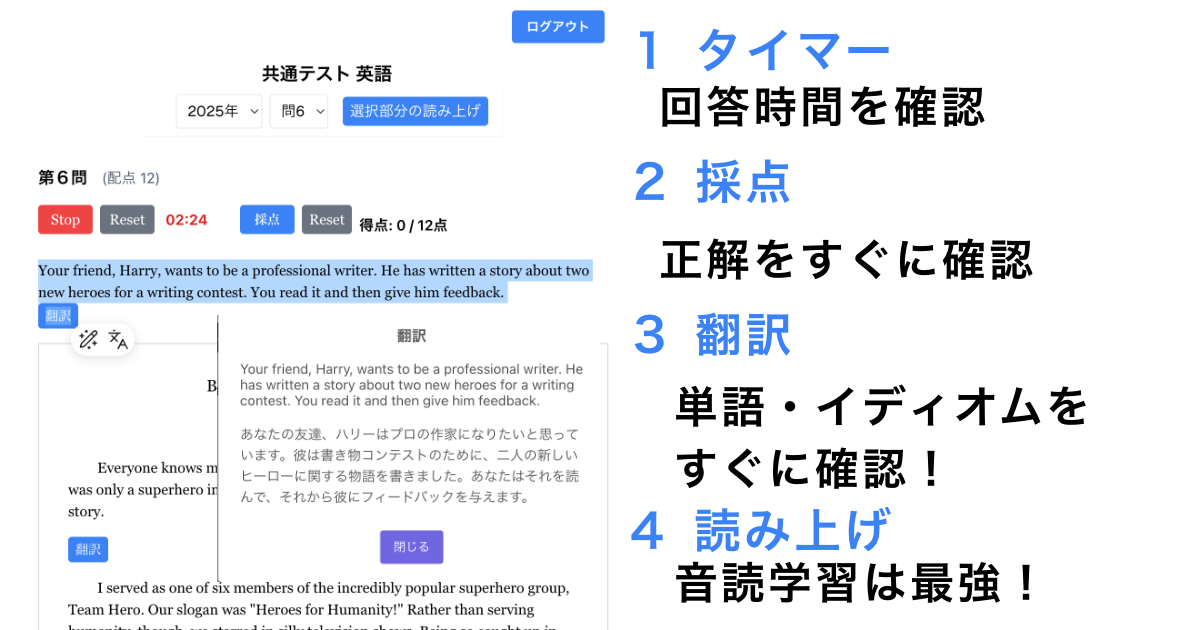 ログアウト
共通テスト 英語
2025年 問6 選択部分の読み上げ
第6問 (配点 12)
Stop Reset 02:24 採点 Reset 得点: 0 / 12点
Your friend, Harry, wants to be a professional writer. He has written a story about two
new heroes for a writing contest. You read it and then give him feedback.
翻訳
翻訳
Your friend, Harry, wants to be a professional writer. He
has written a story about two new heroes for a writing
contest. You read it and then give him feedback.
あなたの友達、ハリーはプロの作家になりたいと思って
います。彼は書き物コンテストのために、二人の新しい
ヒーローに関する物語を書きました。あなたはそれを読
んで、それから彼にフィードバックを与えます。
閉じる
B
Everyone knows m
was only a superhero in
story.
翻訳
I served as one of six members of the incredibly popular superhero group,
Team Hero. Our slogan was "Heroes for Humanity!" Rather than serving
humanity, though, we starred in silly television shows. Being so caught up in
1 タイマー
回答時間を確認
2 採点
正解をすぐに確認
3 翻訳
単語・イディオムを
すぐに確認！
4 読み上げ
音読学習は最強！